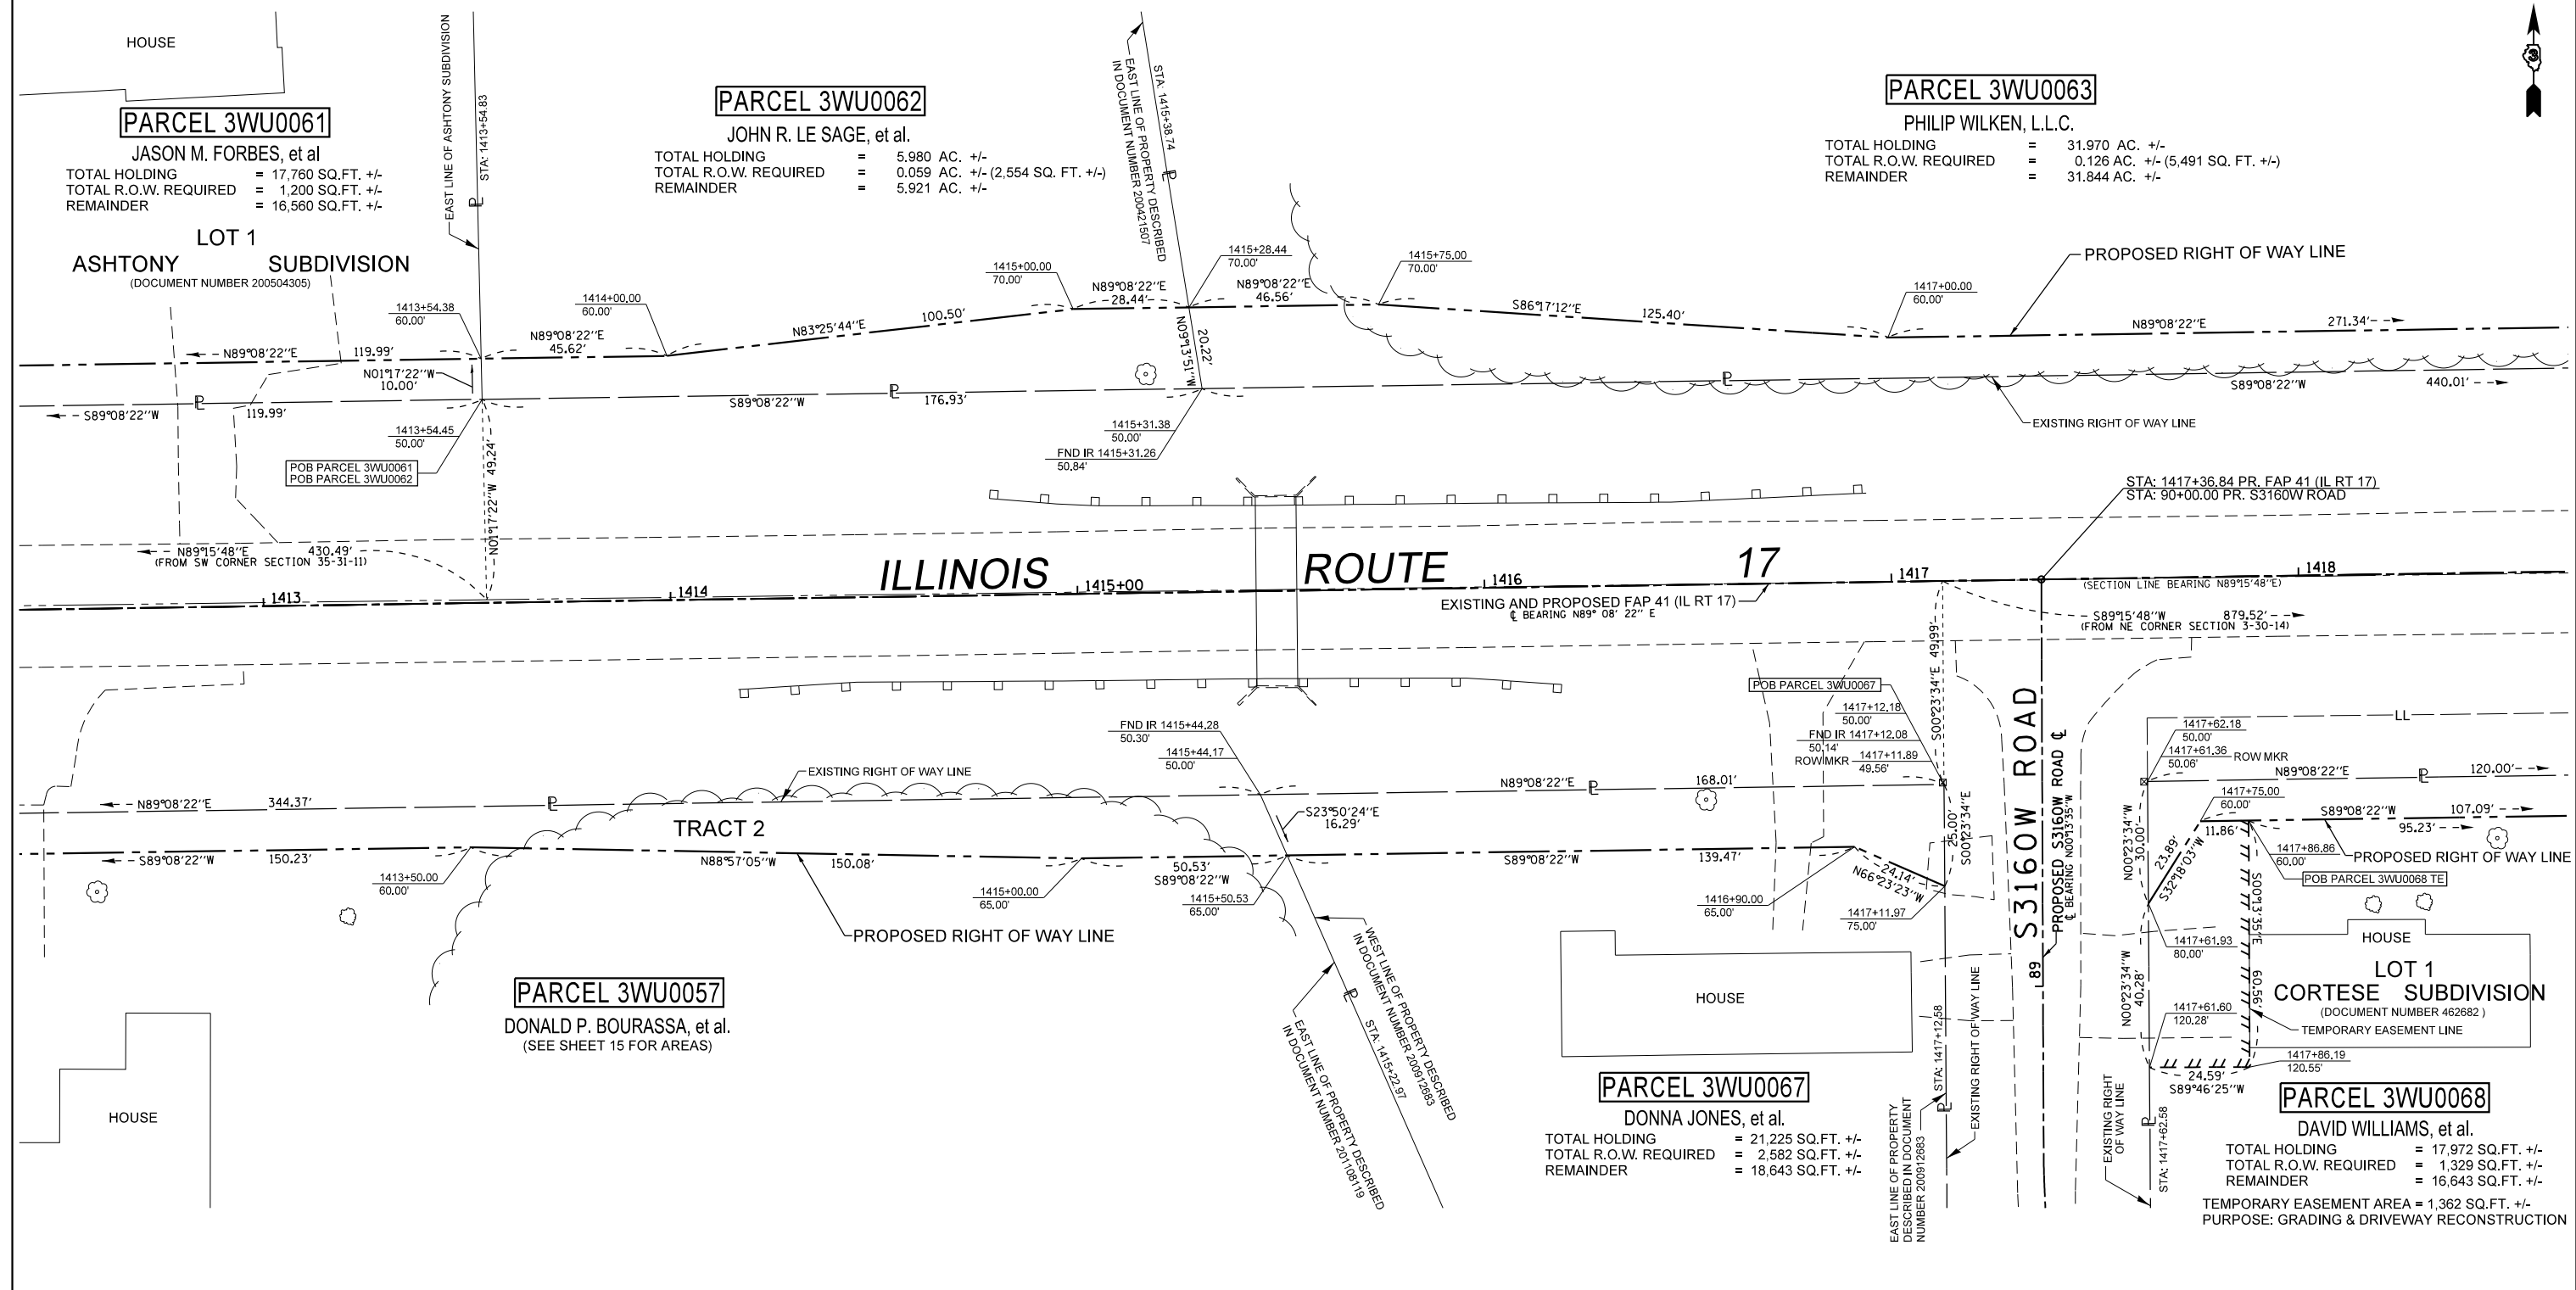 HOUSE
PARCEL 3WU0061
JASON M. FORBES, et al
TOTAL HOLDING = 17,760 SQ.FT. +/-
TOTAL R.O.W. REQUIRED = 1,200 SQ.FT. +/-
REMAINDER = 16,560 SQ.FT. +/-
LOT 1
ASHTONY SUBDIVISION
(DOCUMENT NUMBER 200504305)
EAST LINE OF ASHTONY SUBDIVISION
STA: 1413+54.83
PARCEL 3WU0062
JOHN R. LE SAGE, et al.
TOTAL HOLDING = 5.980 AC. +/-
TOTAL R.O.W. REQUIRED = 0.059 AC. +/- (2,554 SQ. FT. +/-)
REMAINDER = 5.921 AC. +/-
EAST LINE OF PROPERTY DESCRIBED
IN DOCUMENT NUMBER 200421507
STA: 1415+38.74
PARCEL 3WU0063
PHILIP WILKEN, L.L.C.
TOTAL HOLDING = 31.970 AC. +/-
TOTAL R.O.W. REQUIRED = 0.126 AC. +/- (5,491 SQ. FT. +/-)
REMAINDER = 31.844 AC. +/-
3
1413+54.38
60.00'
1414+00.00
60.00'
1415+00.00
70.00'
1415+28.44
70.00'
1415+75.00
70.00'
1417+00.00
60.00'
PROPOSED RIGHT OF WAY LINE
N89°08'22"E 119.99'
N89°08'22"E
45.62'
N83°25'44"E 100.50'
N89°08'22"E
28.44'
N89°08'22"E
46.56'
S86°17'12"E 125.40'
N89°08'22"E 271.34'
N01°17'22"W
10.00'
N09°13'51"W
20.22'
S89°08'22"W 119.99'
S89°08'22"W 176.93'
S89°08'22"W 440.01'
EXISTING RIGHT OF WAY LINE
1413+54.45
50.00'
POB PARCEL 3WU0061
POB PARCEL 3WU0062
N01°17'22"W 49.24'
1415+31.38
50.00'
FND IR 1415+31.26
50.84'
STA: 1417+36.84 PR. FAP 41 (IL RT 17)
STA: 90+00.00 PR. S3160W ROAD
N89°15'48"E 430.49'
(FROM SW CORNER SECTION 35-31-11)
ILLINOIS ROUTE 17
1413
1414
1415+00
1416
1417
1418
EXISTING AND PROPOSED FAP 41 (IL RT 17)
℄ BEARING N89° 08' 22" E
(SECTION LINE BEARING N89°15'48"E)
S89°15'48"W 879.52'
(FROM NE CORNER SECTION 3-30-14)
S00°23'34"E 49.99'
POB PARCEL 3WU0067
1417+12.18
50.00'
FND IR 1417+12.08
50.14'
ROW MKR 1417+11.89
49.56'
FND IR 1415+44.28
50.30'
1415+44.17
50.00'
EXISTING RIGHT OF WAY LINE
N89°08'22"E 344.37'
N89°08'22"E 168.01'
S23°50'24"E
16.29'
TRACT 2
S89°08'22"W 150.23'
N88°57'05"W 150.08'
50.53'
S89°08'22"W
S89°08'22"W 139.47'
N66°23'23"W
24.14'
25.00'
S00°23'34"E
1413+50.00
60.00'
1415+00.00
65.00'
1415+50.53
65.00'
1416+90.00
65.00'
1417+11.97
75.00'
PROPOSED RIGHT OF WAY LINE
PARCEL 3WU0057
DONALD P. BOURASSA, et al.
(SEE SHEET 15 FOR AREAS)
HOUSE
WEST LINE OF PROPERTY DESCRIBED
IN DOCUMENT NUMBER 200912683
STA: 1415+22.97
EAST LINE OF PROPERTY DESCRIBED
IN DOCUMENT NUMBER 201108119
HOUSE
PARCEL 3WU0067
DONNA JONES, et al.
TOTAL HOLDING = 21,225 SQ.FT. +/-
TOTAL R.O.W. REQUIRED = 2,582 SQ.FT. +/-
REMAINDER = 18,643 SQ.FT. +/-
EAST LINE OF PROPERTY
DESCRIBED IN DOCUMENT
NUMBER 200912683
STA: 1417+12.58
EXISTING RIGHT OF WAY LINE
S3160W ROAD
PROPOSED S3160W ROAD ℄
℄ BEARING N00°13'35"W
89
LL
1417+62.18
50.00'
1417+61.36 ROW MKR
50.06'
N89°08'22"E 120.00'
1417+75.00
60.00'
S89°08'22"W 107.09'
11.86' 95.23'
1417+86.86
60.00'
PROPOSED RIGHT OF WAY LINE
POB PARCEL 3WU0068 TE
N00°23'34"W
30.00'
23.89'
S32°18'03"W
1417+61.93
80.00'
N00°23'34"W
40.28'
1417+61.60
120.28'
S00°13'35"E 60.56'
HOUSE
LOT 1
CORTESE SUBDIVISION
(DOCUMENT NUMBER 462682 )
TEMPORARY EASEMENT LINE
1417+86.19
120.55'
24.59'
S89°46'25"W
EXISTING RIGHT
OF WAY LINE
STA: 1417+62.58
PARCEL 3WU0068
DAVID WILLIAMS, et al.
TOTAL HOLDING = 17,972 SQ.FT. +/-
TOTAL R.O.W. REQUIRED = 1,329 SQ.FT. +/-
REMAINDER = 16,643 SQ.FT. +/-
TEMPORARY EASEMENT AREA = 1,362 SQ.FT. +/-
PURPOSE: GRADING & DRIVEWAY RECONSTRUCTION